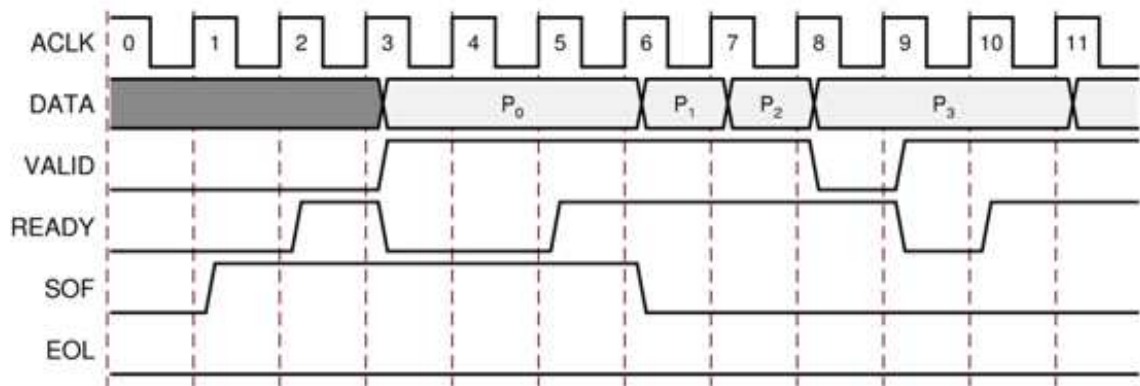 ACLK 0 1 2 3 4 5 6 7 8 9 10 11
DATA P₀ P₁ P₂ P₃
VALID
READY
SOF
EOL